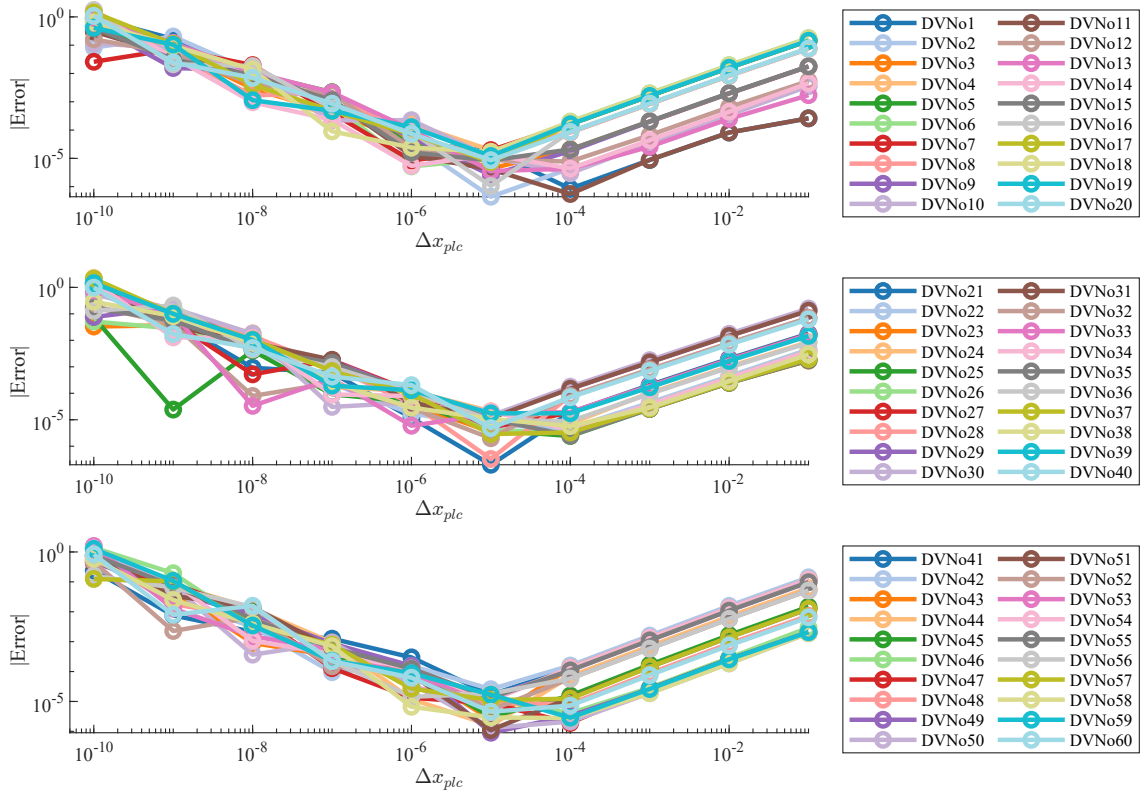 10^0
10^-5
|Error|
10^-10
10^-8
10^-6
10^-4
10^-2
Δx_plc
DVNo1 DVNo11
DVNo2 DVNo12
DVNo3 DVNo13
DVNo4 DVNo14
DVNo5 DVNo15
DVNo6 DVNo16
DVNo7 DVNo17
DVNo8 DVNo18
DVNo9 DVNo19
DVNo10 DVNo20
10^0
10^-5
|Error|
10^-10
10^-8
10^-6
10^-4
10^-2
Δx_plc
DVNo21 DVNo31
DVNo22 DVNo32
DVNo23 DVNo33
DVNo24 DVNo34
DVNo25 DVNo35
DVNo26 DVNo36
DVNo27 DVNo37
DVNo28 DVNo38
DVNo29 DVNo39
DVNo30 DVNo40
10^0
10^-5
|Error|
10^-10
10^-8
10^-6
10^-4
10^-2
Δx_plc
DVNo41 DVNo51
DVNo42 DVNo52
DVNo43 DVNo53
DVNo44 DVNo54
DVNo45 DVNo55
DVNo46 DVNo56
DVNo47 DVNo57
DVNo48 DVNo58
DVNo49 DVNo59
DVNo50 DVNo60